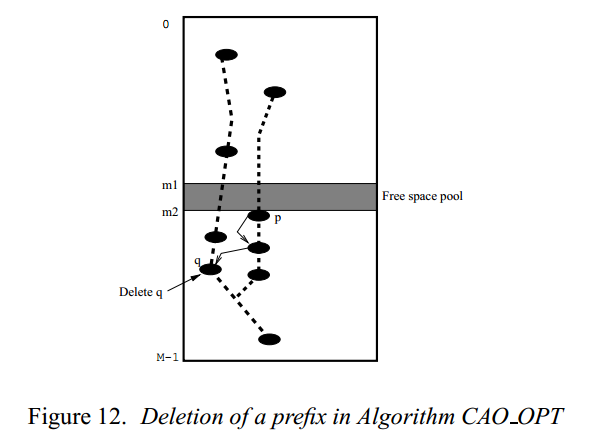 0
m1
Free space pool
m2
p
q
Delete q
M-1
Figure 12. Deletion of a prefix in Algorithm CAO_OPT